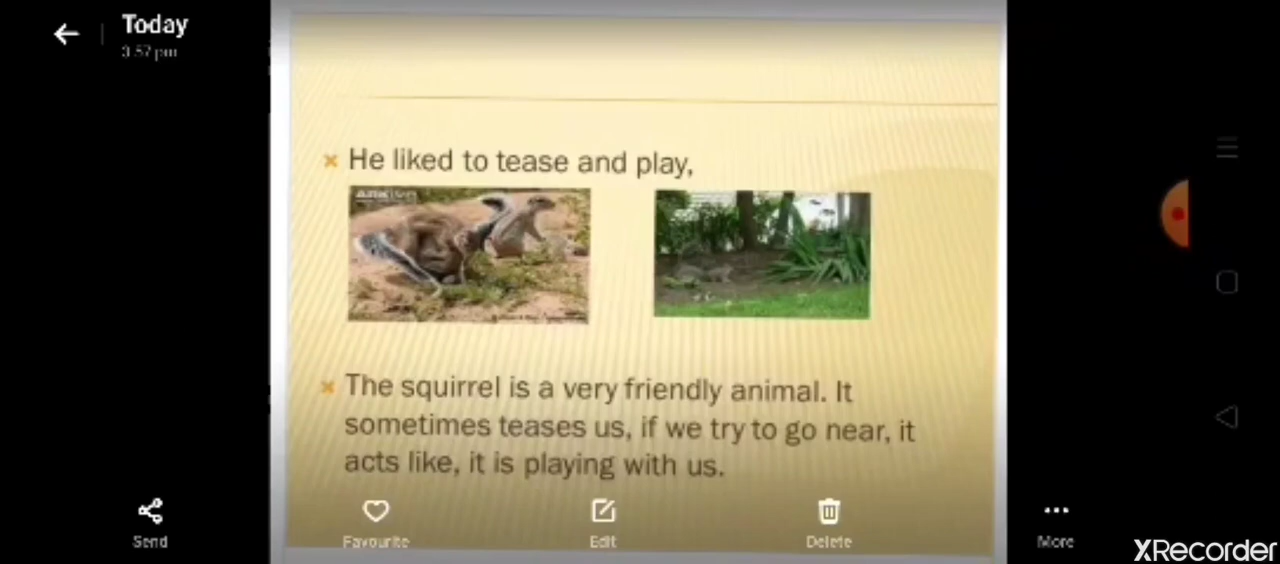 Today
3:57 pm
He liked to tease and play,
The squirrel is a very friendly animal. It
sometimes teases us, if we try to go near, it
acts like, it is playing with us.
Send
Favourite
Edit
Delete
More
XRecorder